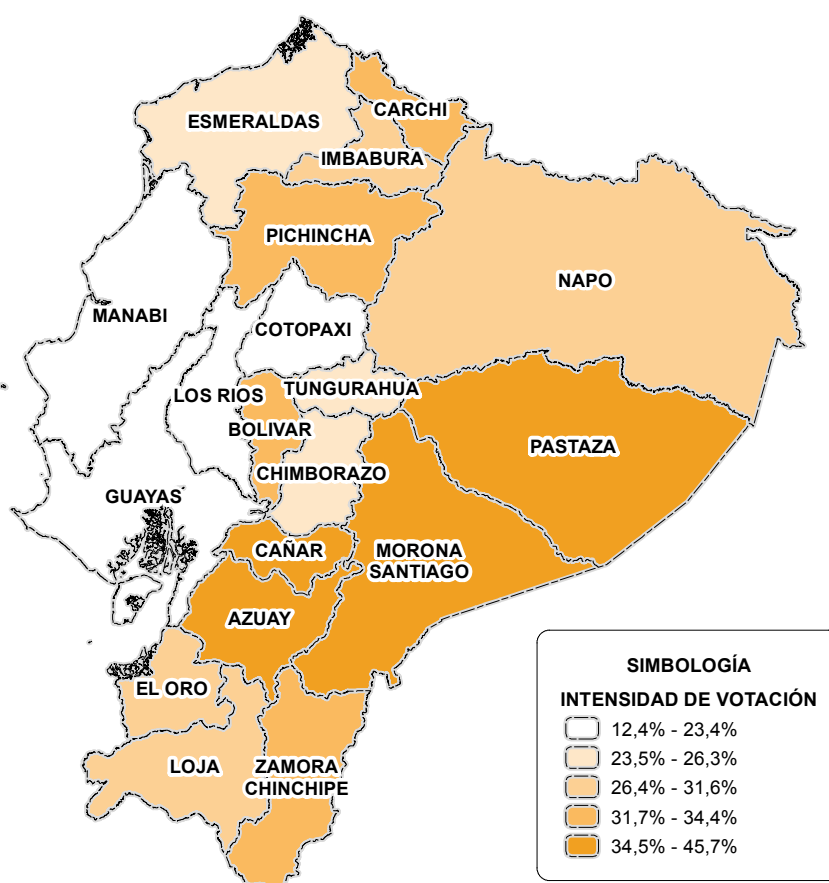 ESMERALDAS
CARCHI
IMBABURA
PICHINCHA
NAPO
MANABI
COTOPAXI
LOS RIOS
TUNGURAHUA
BOLIVAR
PASTAZA
CHIMBORAZO
GUAYAS
CAÑAR
MORONA
SANTIAGO
AZUAY
EL ORO
LOJA
ZAMORA
CHINCHIPE
SIMBOLOGÍA
INTENSIDAD DE VOTACIÓN
12,4% - 23,4%
23,5% - 26,3%
26,4% - 31,6%
31,7% - 34,4%
34,5% - 45,7%